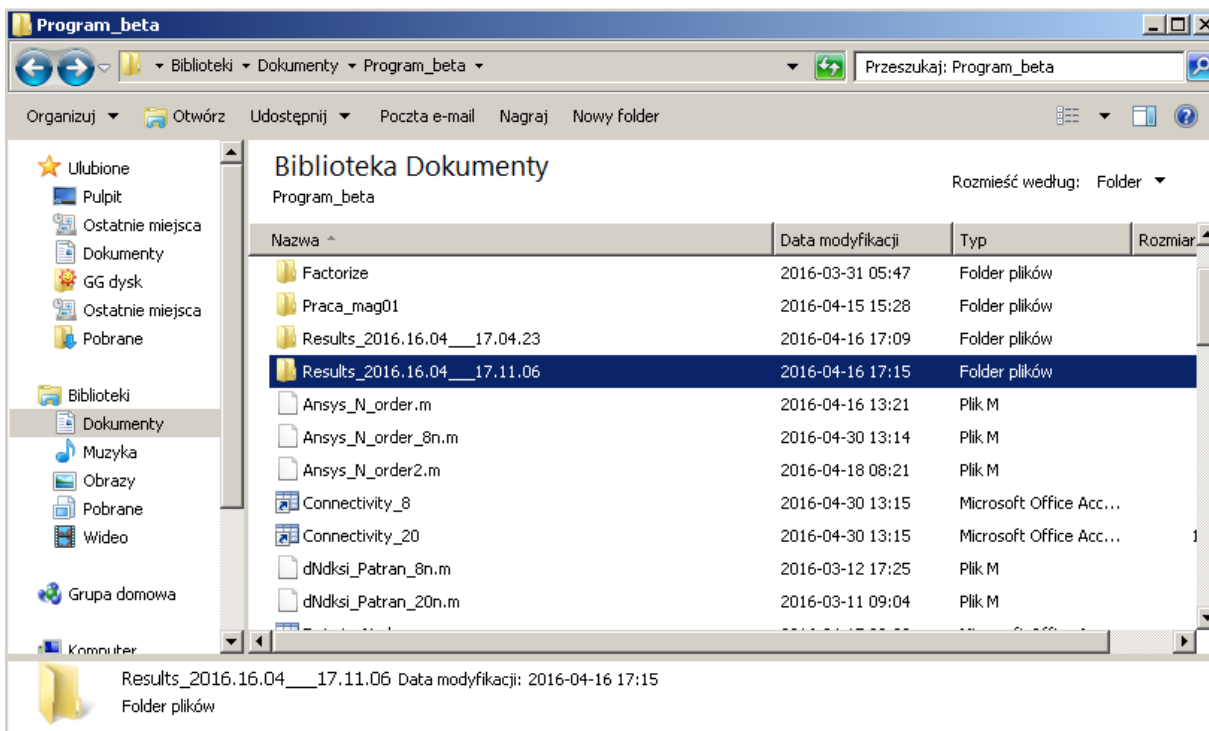 Program_beta
Biblioteki Dokumenty Program_beta Przeszukaj: Program_beta
Organizuj Otwórz Udostępnij Poczta e-mail Nagraj Nowy folder
Ulubione
Pulpit
Ostatnie miejsca
Dokumenty
GG dysk
Ostatnie miejsca
Pobrane
Biblioteki
Dokumenty
Muzyka
Obrazy
Pobrane
Wideo
Grupa domowa
Komputer
Biblioteka Dokumenty
Program_beta
Rozmieść według: Folder
Nazwa Data modyfikacji Typ Rozmiar
Factorize 2016-03-31 05:47 Folder plików
Praca_mag01 2016-04-15 15:28 Folder plików
Results_2016.16.04___17.04.23 2016-04-16 17:09 Folder plików
Results_2016.16.04___17.11.06 2016-04-16 17:15 Folder plików
Ansys_N_order.m 2016-04-16 13:21 Plik M
Ansys_N_order_8n.m 2016-04-30 13:14 Plik M
Ansys_N_order2.m 2016-04-18 08:21 Plik M
Connectivity_8 2016-04-30 13:15 Microsoft Office Acc...
Connectivity_20 2016-04-30 13:15 Microsoft Office Acc... 1
dNdksi_Patran_8n.m 2016-03-12 17:25 Plik M
dNdksi_Patran_20n.m 2016-03-11 09:04 Plik M
Results_2016.16.04___17.11.06 Data modyfikacji: 2016-04-16 17:15
Folder plików